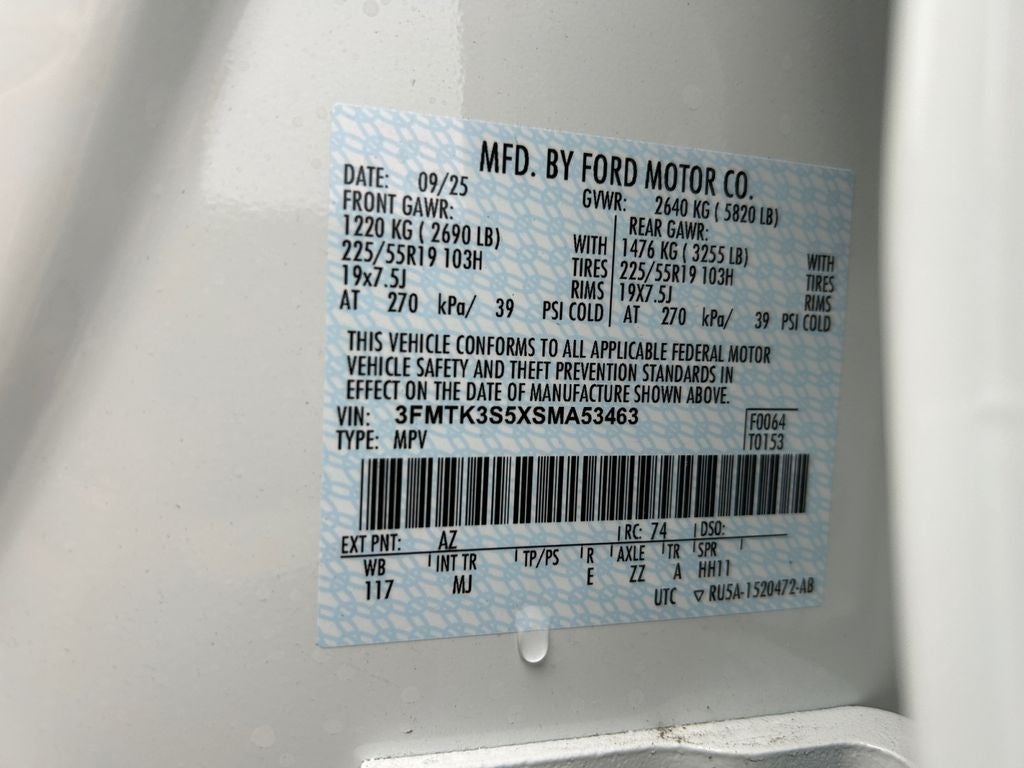 MFD. BY FORD MOTOR CO.
DATE: 09/25 GVWR: 2640 KG ( 5820 LB)
FRONT GAWR: REAR GAWR:
1220 KG ( 2690 LB) WITH 1476 KG ( 3255 LB) WITH
225/55R19 103H TIRES 225/55R19 103H TIRES
19x7.5J RIMS 19X7.5J RIMS
AT 270 kPa/ 39 PSI COLD AT 270 kPa/ 39 PSI COLD
THIS VEHICLE CONFORMS TO ALL APPLICABLE FEDERAL MOTOR
VEHICLE SAFETY AND THEFT PREVENTION STANDARDS IN
EFFECT ON THE DATE OF MANUFACTURE SHOWN ABOVE.
VIN: 3FMTK3S5XSMA53463 F0064
TYPE: MPV T0153
EXT PNT: AZ RC: 74 DSO:
WB INT TR TP/PS R AXLE TR SPR
117 MJ E ZZ A HH11
UTC ▽ RU5A-1520472-AB